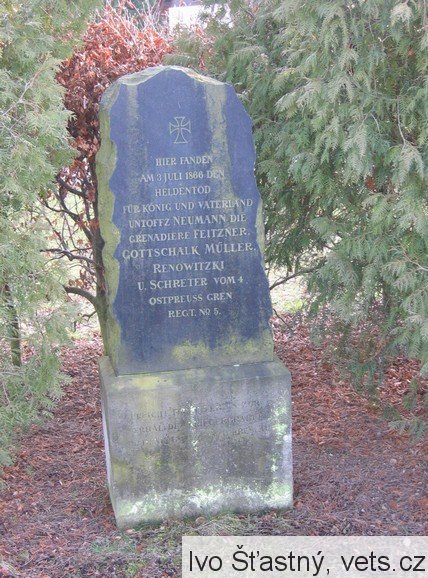 HIER FANDEN
AM 3 JULI 1866 DEN
HELDENTOD
FÜR KÖNIG UND VATERLAND
UNTOFFZ NEUMANN, DIE
GRENADIERE FEITZNER,
GOTTSCHALK MÜLLER,
RENOWITZKI
U. SCHRETER VOM 4
OSTPREUSS GREN
REGT. No 5.
Ivo Šťastný, vets.cz